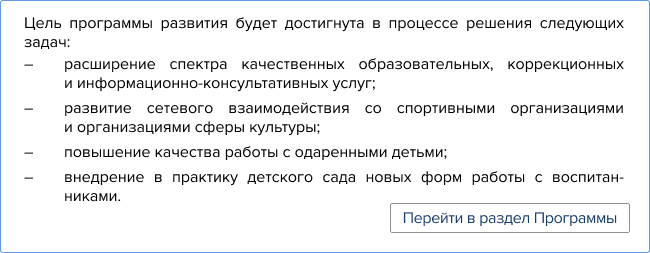 Цель программы развития будет достигнута в процессе решения следующих
задач:
– расширение спектра качественных образовательных, коррекционных
и информационно-консультативных услуг;
– развитие сетевого взаимодействия со спортивными организациями
и организациями сферы культуры;
– повышение качества работы с одаренными детьми;
– внедрение в практику детского сада новых форм работы с воспитан-
никами.
Перейти в раздел Программы